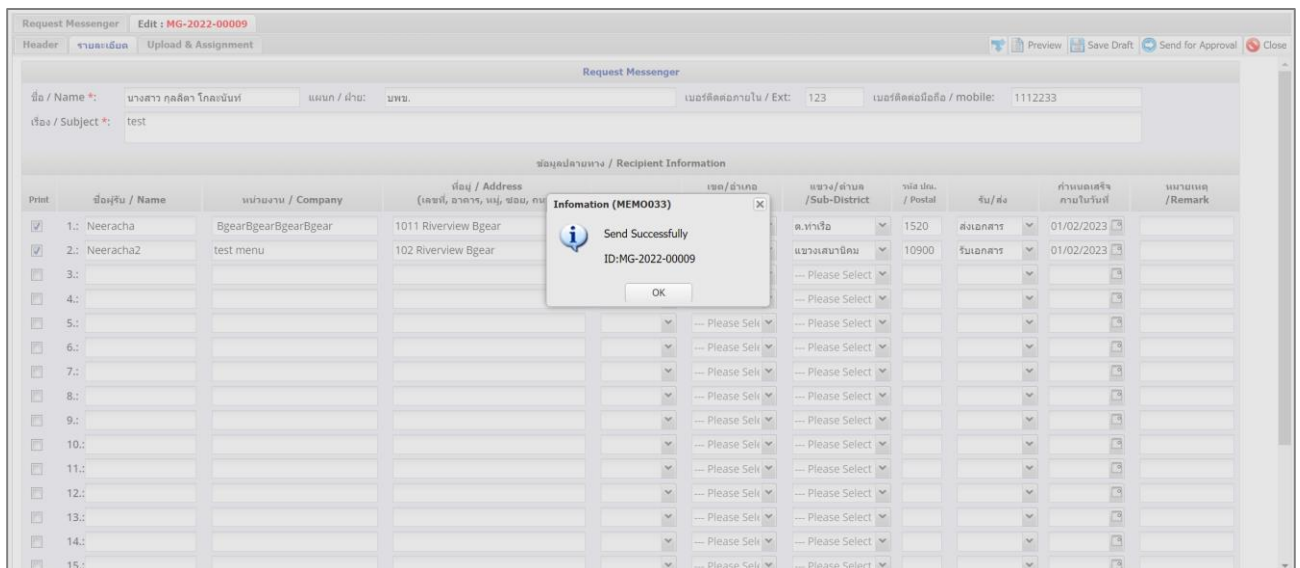 Request Messenger Edit : MG-2022-00009
Header รายละเอียด Upload & Assignment Preview Save Draft Send for Approval Close
Request Messenger
ชื่อ / Name *: นางสาว กุลลิตา โกละนันท์ แผนก / ฝ่าย: บพข. เบอร์ติดต่อภายใน / Ext: 123 เบอร์ติดต่อมือถือ / mobile: 1112233
เรื่อง / Subject *: test
ข้อมูลปลายทาง / Recipient Information
Print ชื่อผู้รับ / Name หน่วยงาน / Company ที่อยู่ / Address เขต/อำเภอ แขวง/ตำบล /Sub-District รหัส ปณ. / Postal รับ/ส่ง กำหนดเสร็จ ภายในวันที่ หมายเหตุ /Remark
(เลขที่, อาคาร, หมู่, ซอย,
Infomation (MEMO033)
Send Successfully
ID:MG-2022-00009
OK
1.: Neeracha BgearBgearBgearBgear 1011 Riverview Bgear ต.ท่าเรือ 1520 ส่งเอกสาร 01/02/2023
2.: Neeracha2 test menu 102 Riverview Bgear แขวงเสนานิคม 10900 รับเอกสาร 01/02/2023
3.: --- Please Select
4.: --- Please Select
5.: --- Please Sele --- Please Select
6.: --- Please Sele --- Please Select
7.: --- Please Sele --- Please Select
8.: --- Please Sele --- Please Select
9.: --- Please Sele --- Please Select
10.: --- Please Sele --- Please Select
11.: --- Please Sele --- Please Select
12.: --- Please Sele --- Please Select
13.: --- Please Sele --- Please Select
14.: --- Please Sele --- Please Select
15.: --- Please Sele --- Please Select